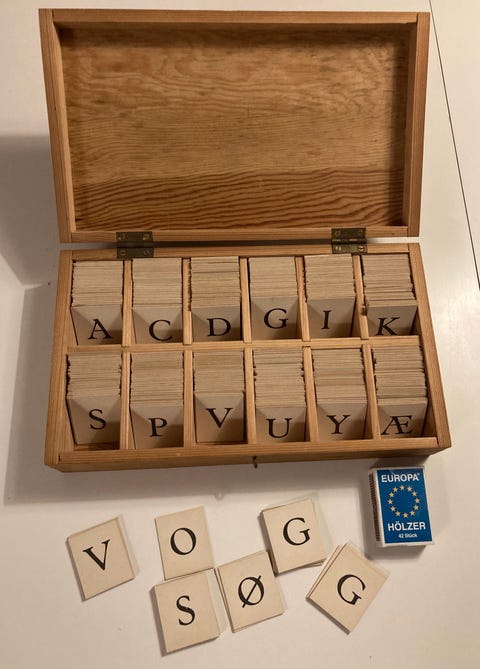 A C D G I K
S P V U Y Æ
EUROPA
HÖLZER
42 Stück
V O G
S Ø G